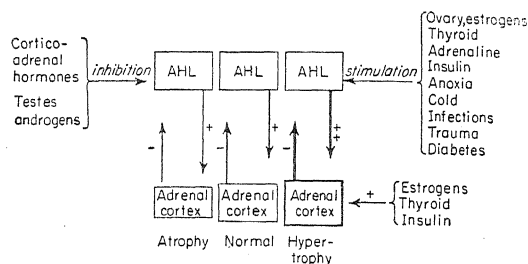 Cortico-
adrenal
hormones
Testes
androgens
inhibition
AHL
AHL
AHL
stimulation
Ovary, estrogens
Thyroid
Adrenaline
Insulin
Anoxia
Cold
Infections
Trauma
Diabetes
- + - + - + +
Adrenal
cortex
Adrenal
cortex
Adrenal
cortex
+
Estrogens
Thyroid
Insulin
Atrophy
Normal
Hyper-
trophy